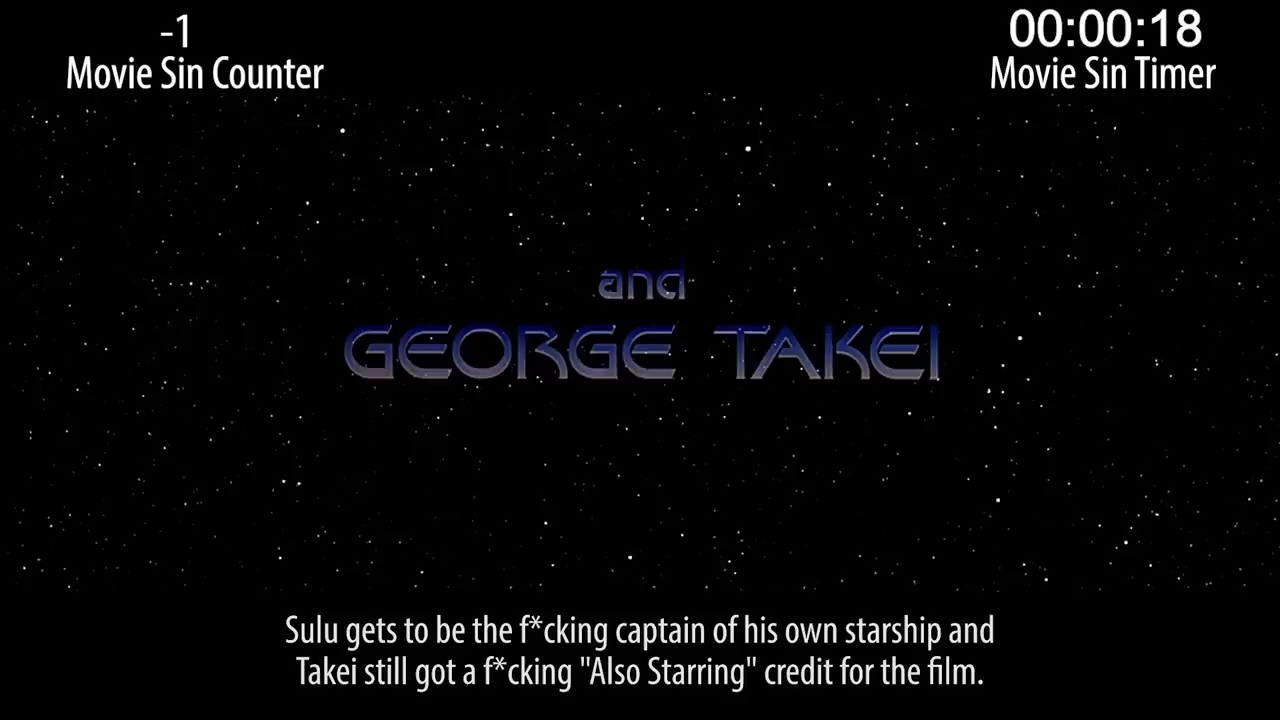 -1
Movie Sin Counter
00:00:18
Movie Sin Timer
and
GEORGE TAKEI
Sulu gets to be the f*cking captain of his own starship and
Takei still got a f*cking "Also Starring" credit for the film.